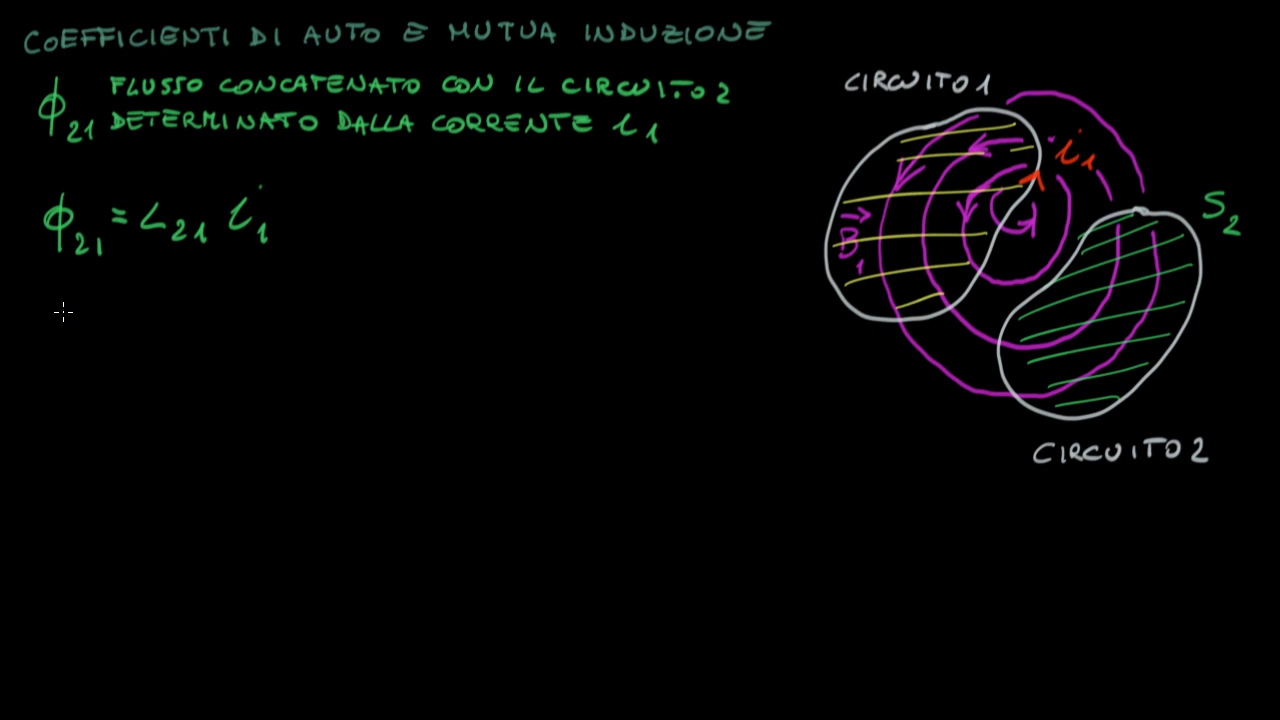 COEFFICIENTI DI AUTO E MUTUA INDUZIONE
ϕ21 FLUSSO CONCATENATO CON IL CIRCUITO 2
DETERMINATO DALLA CORRENTE i1
ϕ21 = L21 i1
CIRCUITO 1
i1
B1
S2
CIRCUITO 2